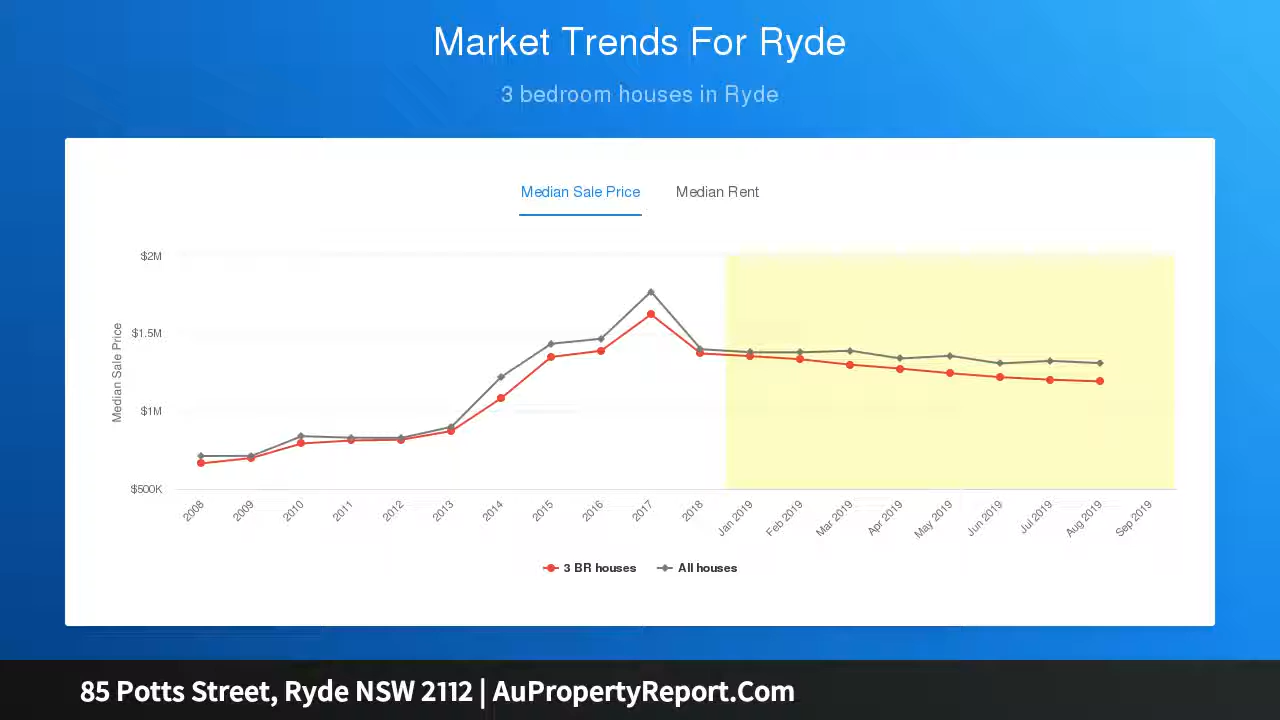 Market Trends For Ryde
3 bedroom houses in Ryde
Median Sale Price Median Rent
$2M
$1.5M
$1M
$500K
Median Sale Price
2008 2009 2010 2011 2012 2013 2014 2015 2016 2017 2018 Jan 2019 Feb 2019 Mar 2019 Apr 2019 May 2019 Jun 2019 Jul 2019 Aug 2019 Sep 2019
3 BR houses All houses
85 Potts Street, Ryde NSW 2112 | AuPropertyReport.Com